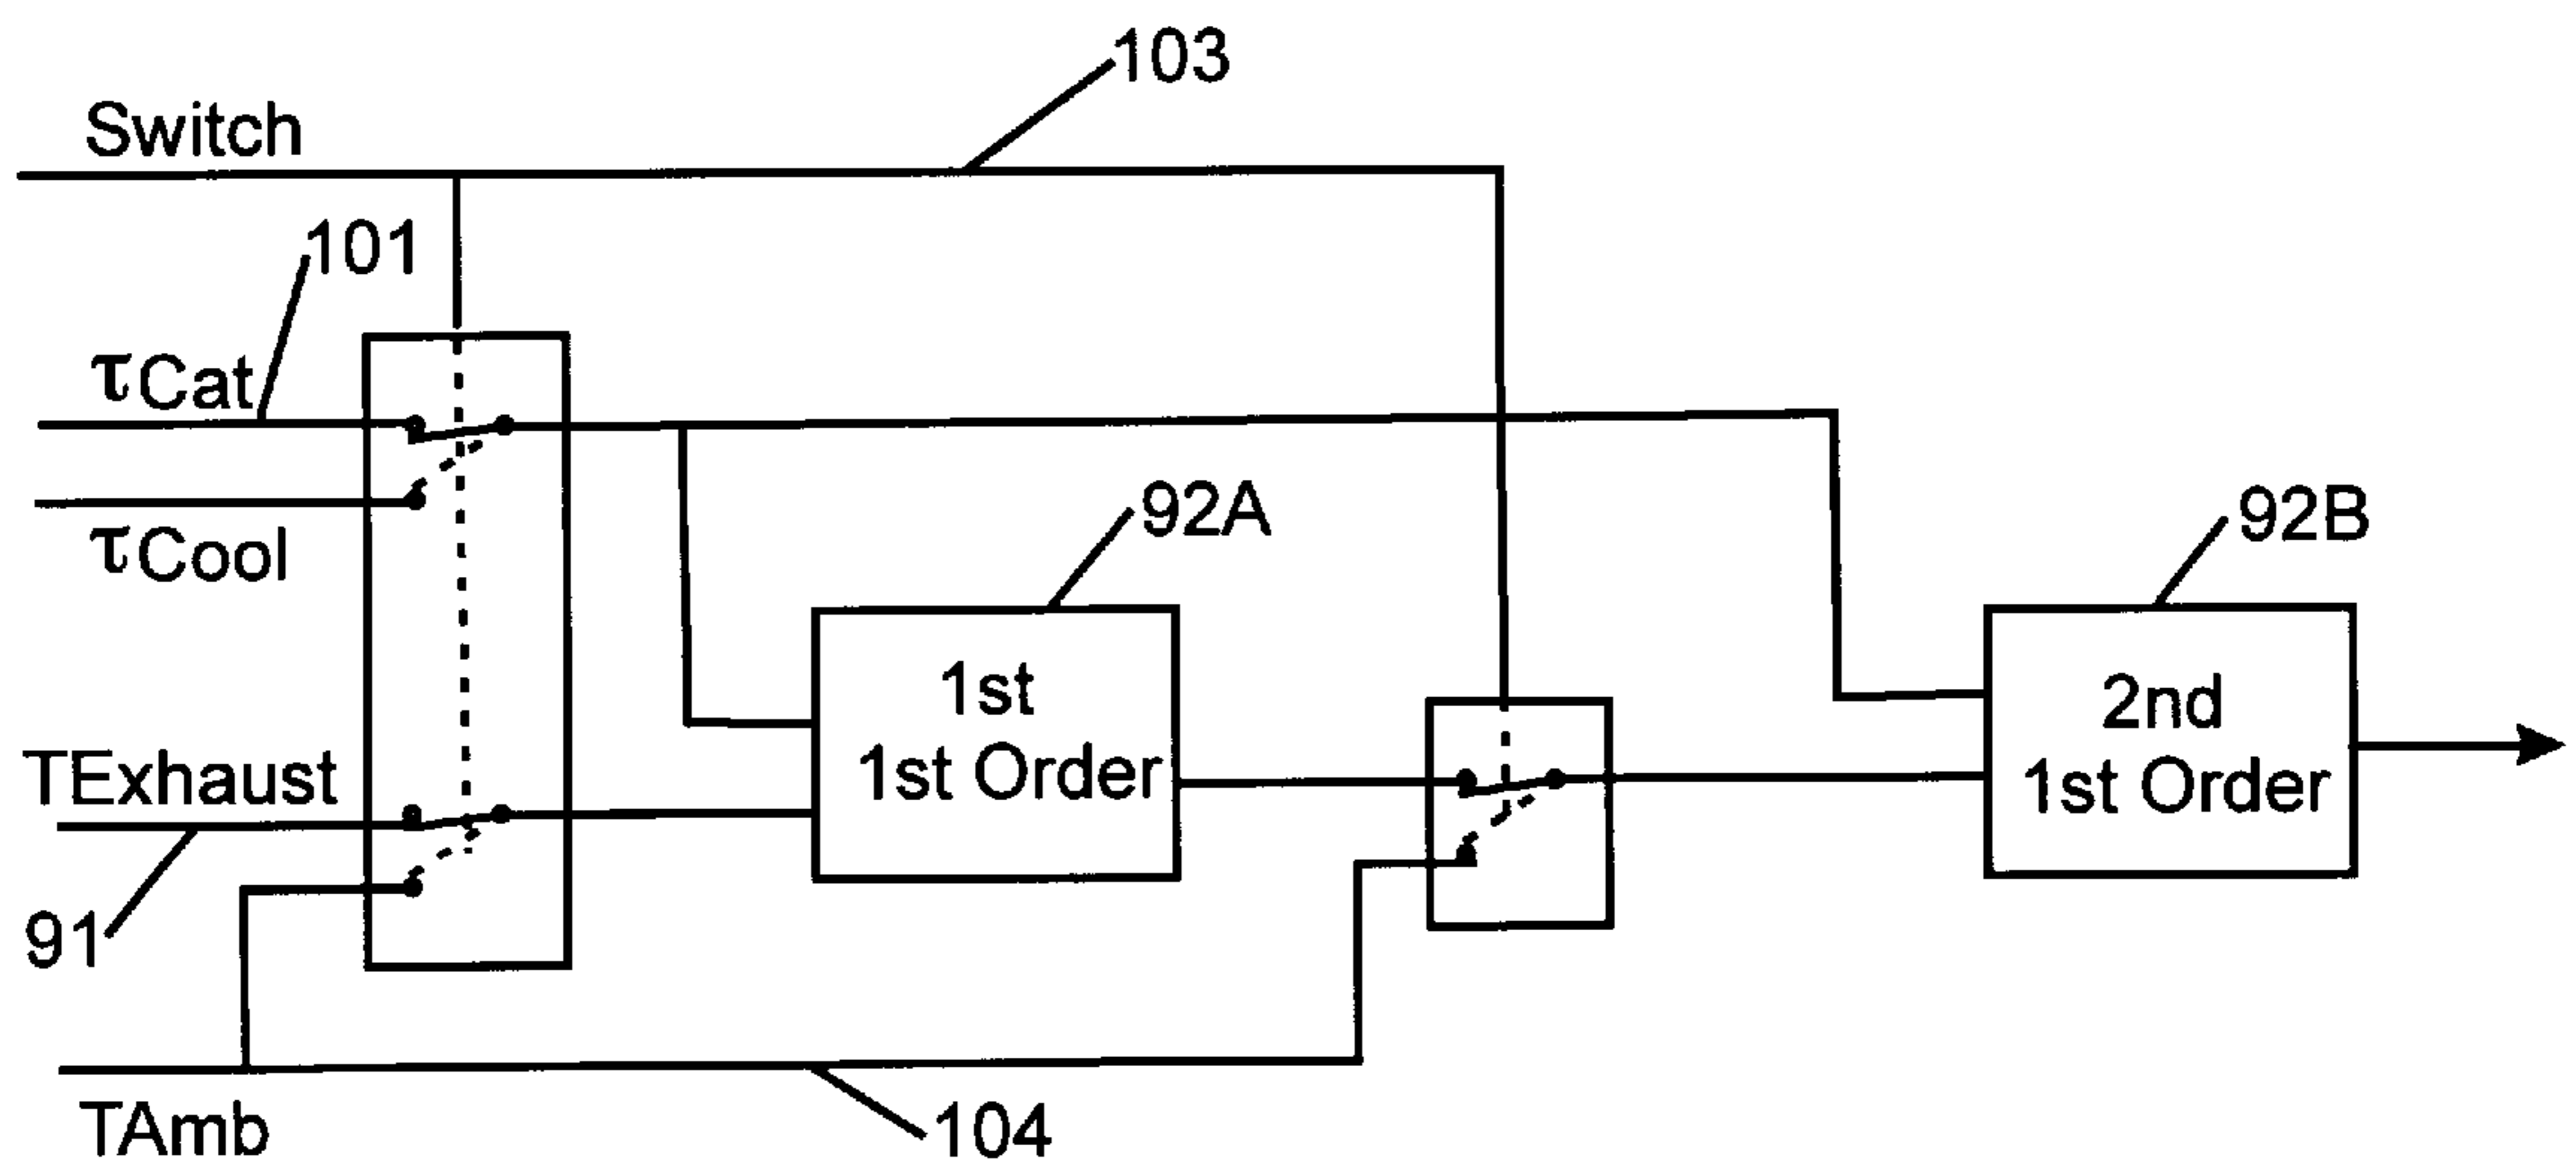 103
Switch
101
τCat
τCool
92A
92B
1st
1st Order
2nd
1st Order
TExhaust
91
TAmb
104